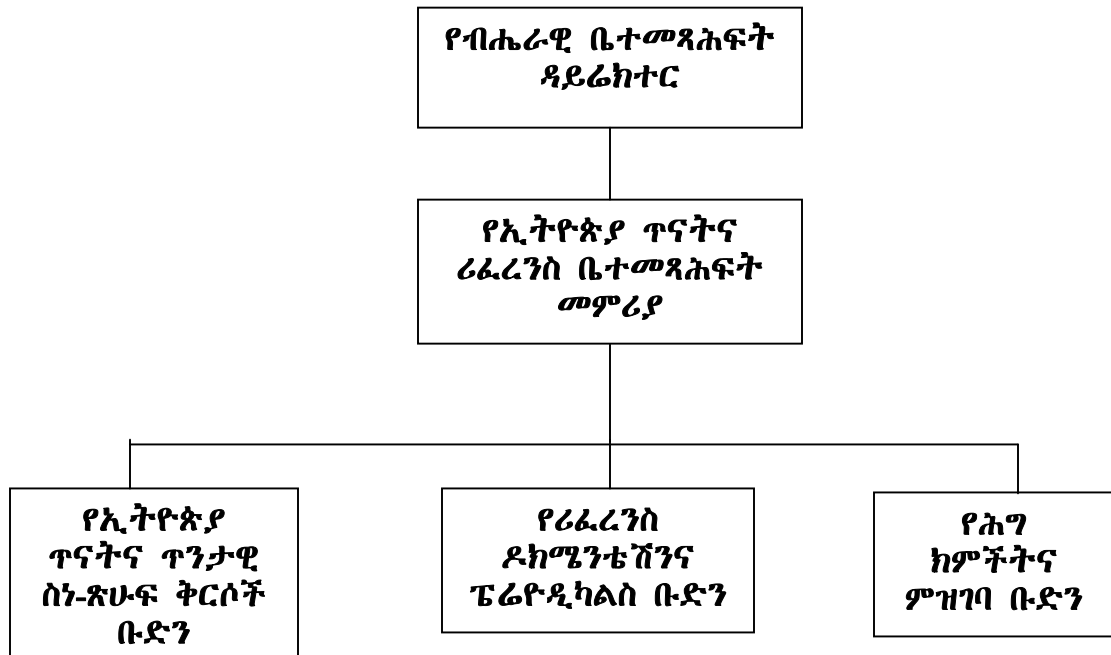 የብሔራዊ ቤተመጻሕፍት
ዳይሬክተር
የኢትዮጵያ ጥናትና
ሪፈረንስ ቤተመጻሕፍት
መምሪያ
የኢትዮጵያ
ጥናትና ጥንታዊ
ስነ-ጽሁፍ ቅርሶች
ቡድን
የሪፈረንስ
ዶክሜንቴሽንና
ፔሬዮዲካልስ ቡድን
የሕግ
ክምችትና
ምዝገባ ቡድን